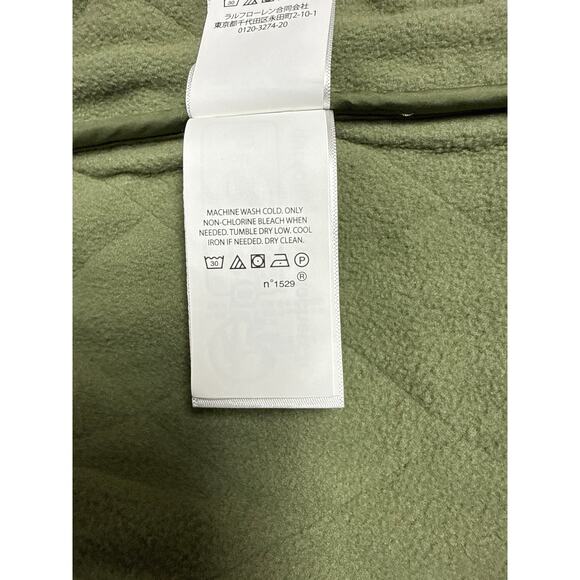 30
ラルフローレン合同会社
東京都千代田区永田町2-10-1
0120-3274-20
MACHINE WASH COLD. ONLY
NON-CHLORINE BLEACH WHEN
NEEDED. TUMBLE DRY LOW. COOL
IRON IF NEEDED. DRY CLEAN.
30 P
n°1529 ®